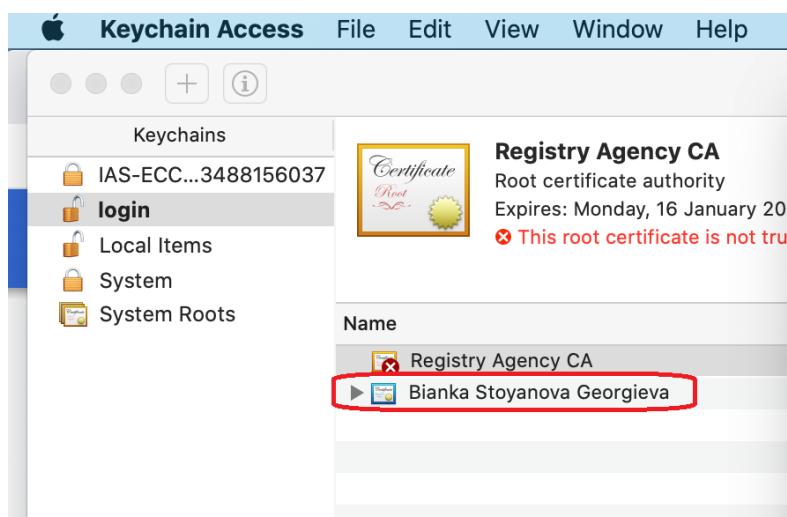 Keychain Access File Edit View Window Help
Keychains
IAS-ECC...3488156037
login
Local Items
System
System Roots
Certificate
Root
Registry Agency CA
Root certificate authority
Expires: Monday, 16 January 20
This root certificate is not tru
Name
Registry Agency CA
Bianka Stoyanova Georgieva